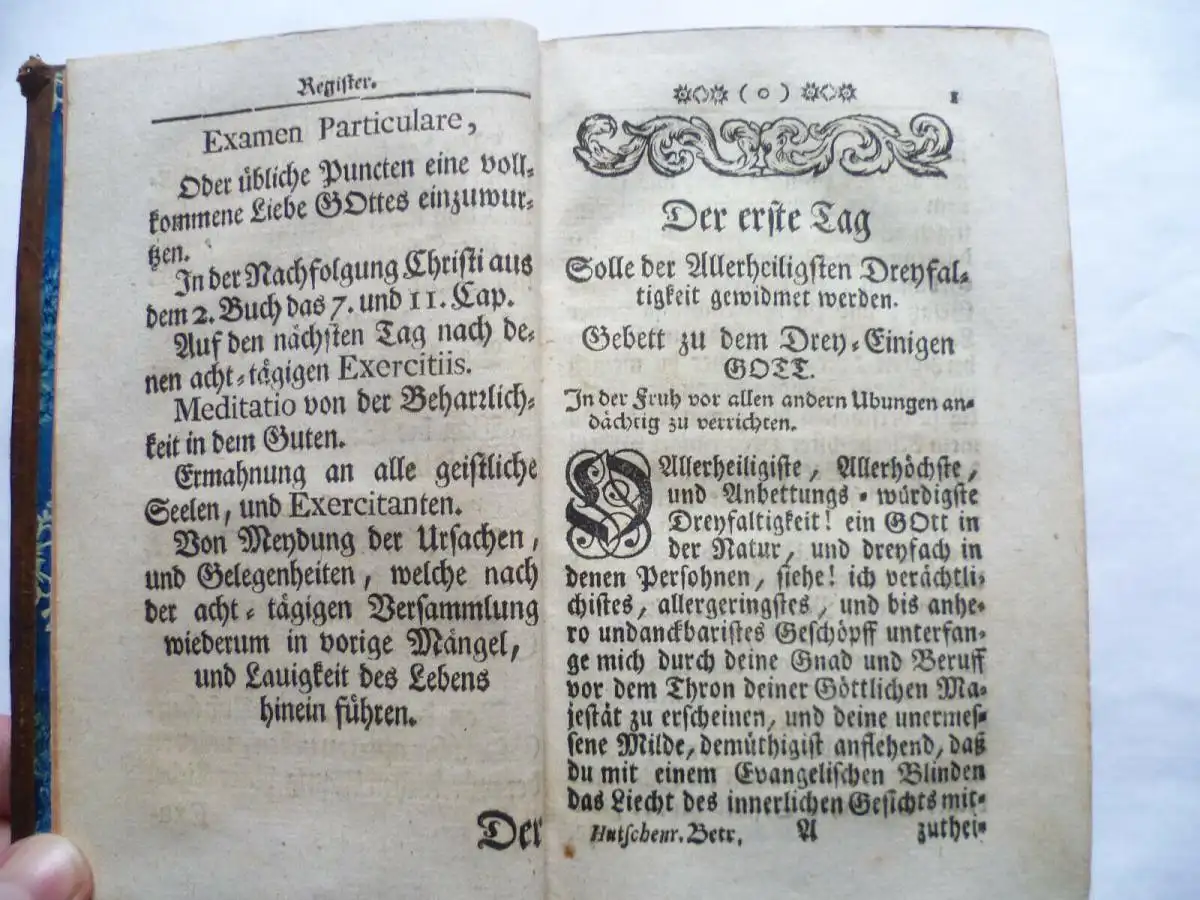 Register.
Examen Particulare,
Oder übliche Puncten eine voll-
kommene Liebe GOttes einzuwur-
tzen.
In der Nachfolgung Christi aus
dem 2. Buch das 7. und 11. Cap.
Auf den nächsten Tag nach de-
nen acht-tägigen Exercitiis.
Meditatio von der Beharrlich-
keit in dem Guten.
Ermahnung an alle geistliche
Seelen, und Exercitanten.
Von Meydung der Ursachen,
und Gelegenheiten, welche nach
der acht-tägigen Versammlung
wiederum in vorige Mängel,
und Lauigkeit des Lebens
hinein führen.
Der
( o ) 1
Der erste Tag
Solle der Allerheiligsten Dreyfal-
tigkeit gewidmet werden.
Gebett zu dem Drey-Einigen
GOTT.
In der Fruh vor allen andern Ubungen an-
dächtig zu verrichten.
O Allerheiligiste, Allerhöchste,
und Anbettungs-würdigste
Dreyfaltigkeit! ein GOtt in
der Natur, und dreyfach in
denen Persohnen, siehe! ich verächtli-
chistes, allergeringstes, und bis anhe-
ro undanckbaristes Geschöpff unterfan-
ge mich durch deine Gnad und Beruff
vor dem Thron deiner Göttlichen Ma-
jestät zu erscheinen, und deine unermes-
sene Milde, demüthigist anflehend, daß
du mit einem Evangelischen Blinden
das Liecht des innerlichen Gesichts mit-
Hutschenr. Betr. A zuthei-